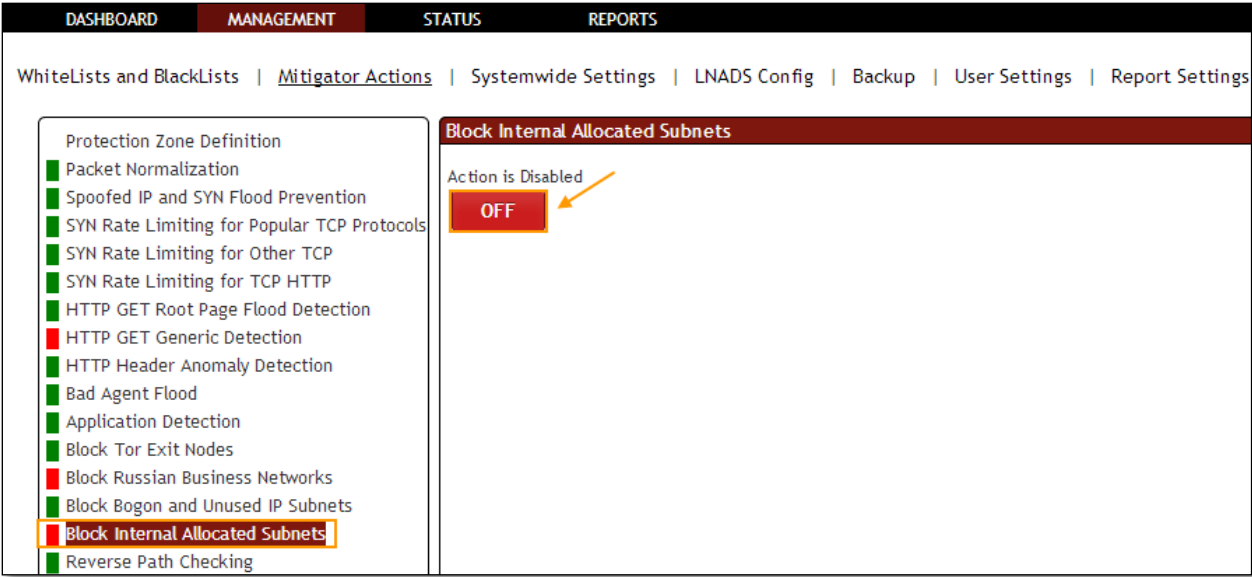 DASHBOARD MANAGEMENT STATUS REPORTS
WhiteLists and BlackLists | Mitigator Actions | Systemwide Settings | LNADS Config | Backup | User Settings | Report Settings
Protection Zone Definition
Packet Normalization
Spoofed IP and SYN Flood Prevention
SYN Rate Limiting for Popular TCP Protocols
SYN Rate Limiting for Other TCP
SYN Rate Limiting for TCP HTTP
HTTP GET Root Page Flood Detection
HTTP GET Generic Detection
HTTP Header Anomaly Detection
Bad Agent Flood
Application Detection
Block Tor Exit Nodes
Block Russian Business Networks
Block Bogon and Unused IP Subnets
Block Internal Allocated Subnets
Reverse Path Checking
Block Internal Allocated Subnets
Action is Disabled
OFF